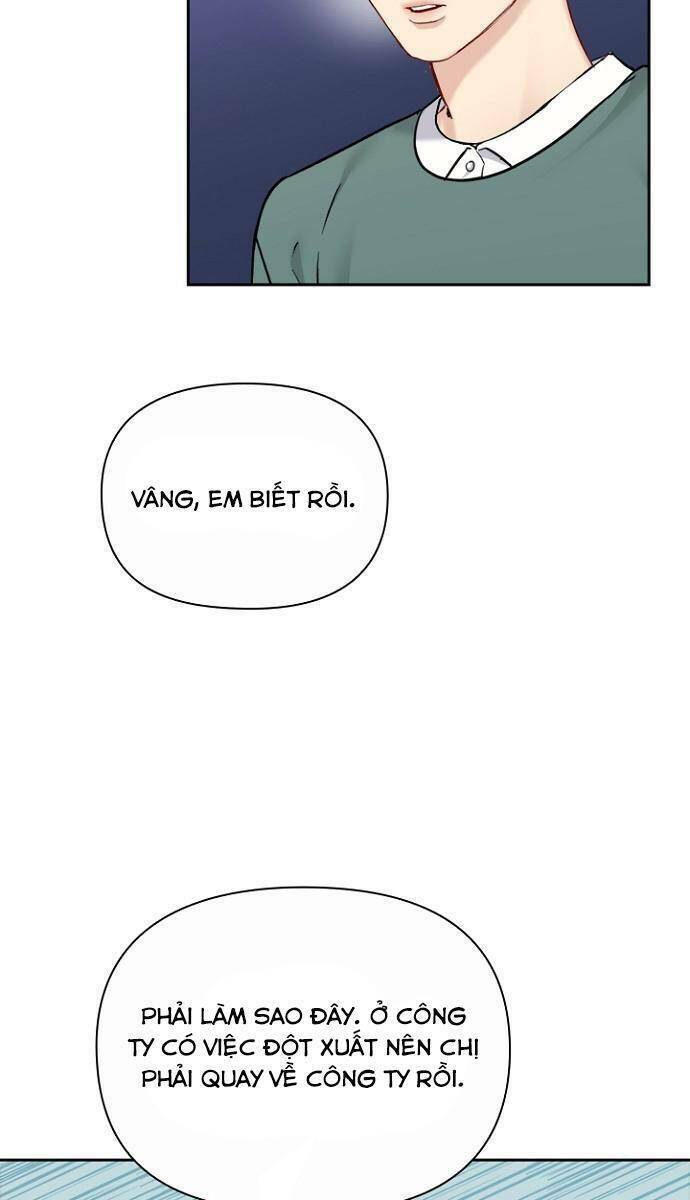 VÂNG, EM BIẾT RỒI.
PHẢI LÀM SAO ĐÂY. Ở CÔNG
TY CÓ VIỆC ĐỘT XUẤT NÊN CHỊ
PHẢI QUAY VỀ CÔNG TY RỒI.